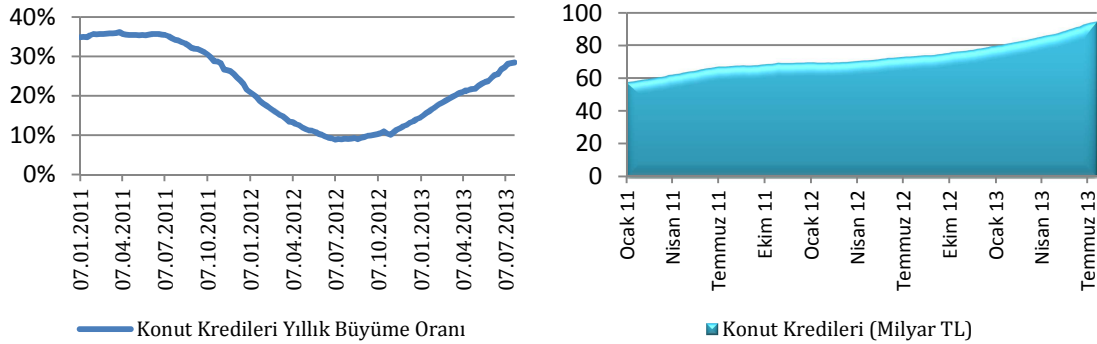 40%
30%
20%
10%
0%
07.01.2011
07.04.2011
07.07.2011
07.10.2011
07.01.2012
07.04.2012
07.07.2012
07.10.2012
07.01.2013
07.04.2013
07.07.2013
Konut Kredileri Yıllık Büyüme Oranı
100
80
60
40
20
0
Ocak 11
Nisan 11
Temmuz 11
Ekim 11
Ocak 12
Nisan 12
Temmuz 12
Ekim 12
Ocak 13
Nisan 13
Temmuz 13
Konut Kredileri (Milyar TL)